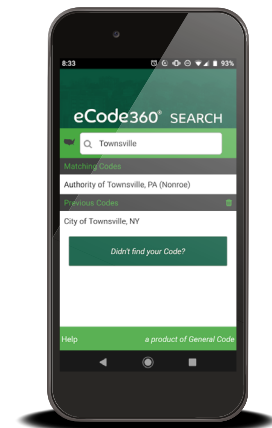 8:33 93%
eCode360® SEARCH
Townsville
Matching Codes
Authority of Townsville, PA (Nonroe)
Previous Codes
City of Townsville, NY
Didn't find your Code?
Help a product of General Code